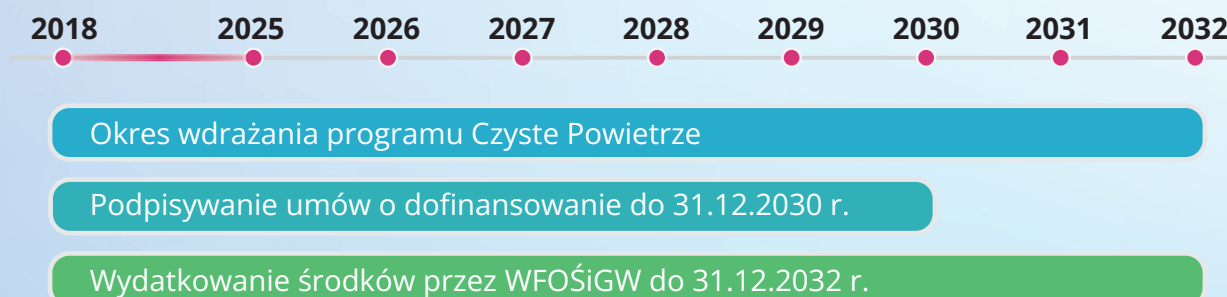 2018 2025 2026 2027 2028 2029 2030 2031 2032
Okres wdrażania programu Czyste Powietrze
Podpisywanie umów o dofinansowanie do 31.12.2030 r.
Wydatkowanie środków przez WFOŚiGW do 31.12.2032 r.